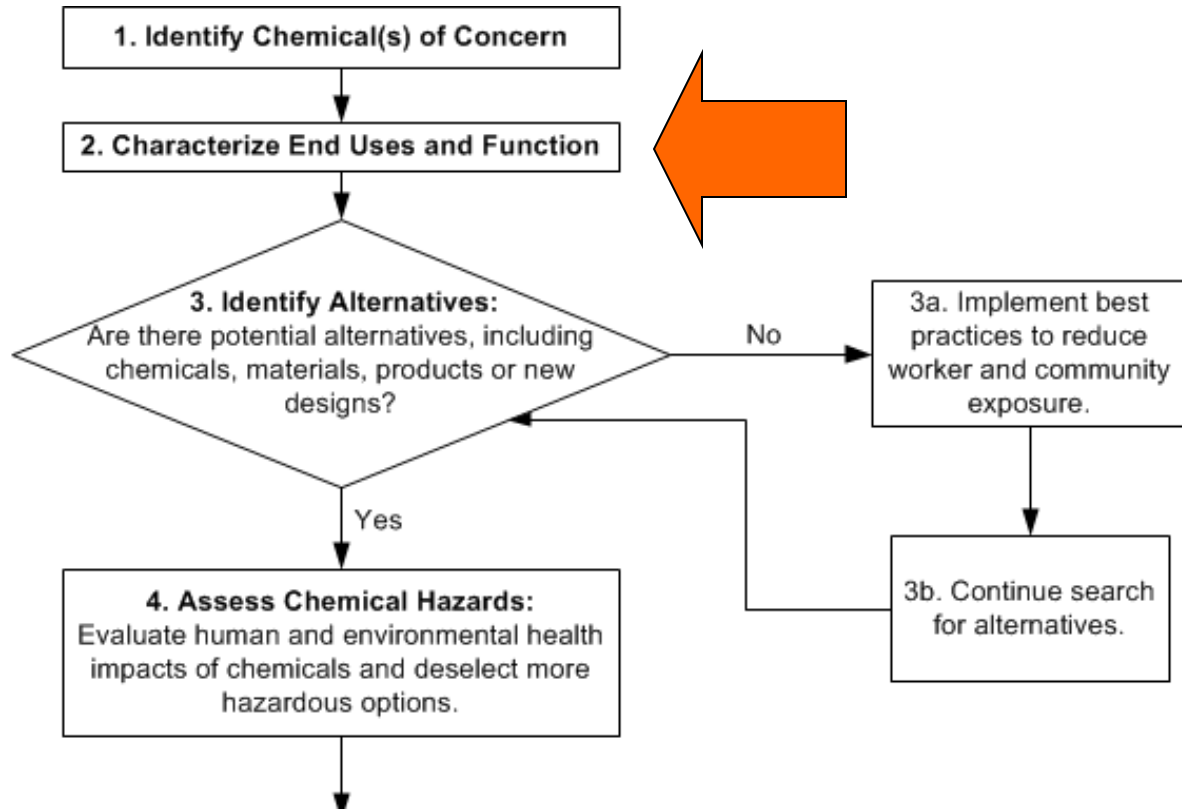 1. Identify Chemical(s) of Concern
2. Characterize End Uses and Function
3. Identify Alternatives:
Are there potential alternatives, including
chemicals, materials, products or new
designs?
No
3a. Implement best
practices to reduce
worker and community
exposure.
3b. Continue search
for alternatives.
Yes
4. Assess Chemical Hazards:
Evaluate human and environmental health
impacts of chemicals and deselect more
hazardous options.